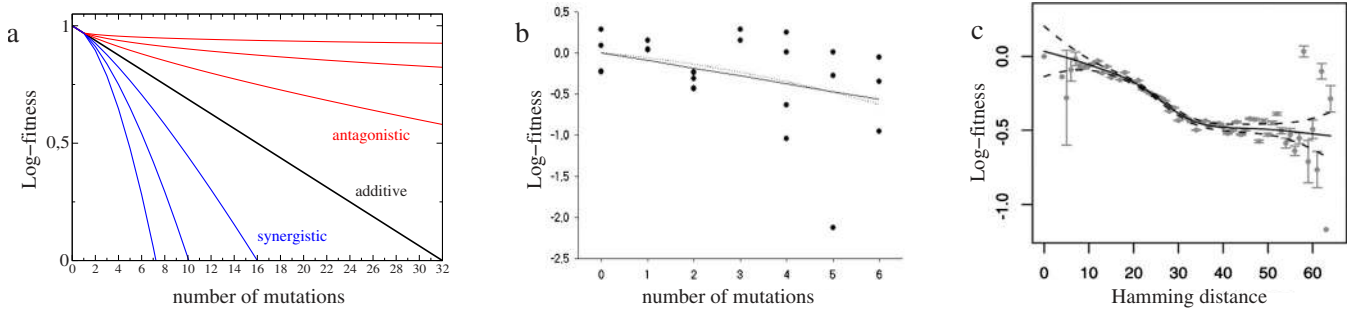 a
Log-fitness
1
0.5
0
antagonistic
additive
synergistic
0 2 4 6 8 10 12 14 16 18 20 22 24 26 28 30 32
number of mutations
b
Log-fitness
0,5
0,0
-0,5
-1,0
-1,5
-2,0
-2,5
0 1 2 3 4 5 6
number of mutations
c
Log-fitness
0.0
-0.5
-1.0
0 10 20 30 40 50 60
Hamming distance